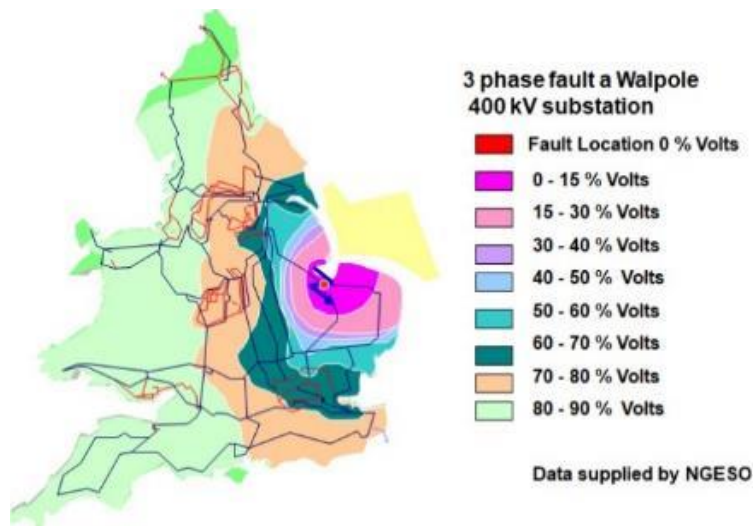 3 phase fault a Walpole
400 kV substation
Fault Location 0 % Volts
0 - 15 % Volts
15 - 30 % Volts
30 - 40 % Volts
40 - 50 % Volts
50 - 60 % Volts
60 - 70 % Volts
70 - 80 % Volts
80 - 90 % Volts
Data supplied by NGESO